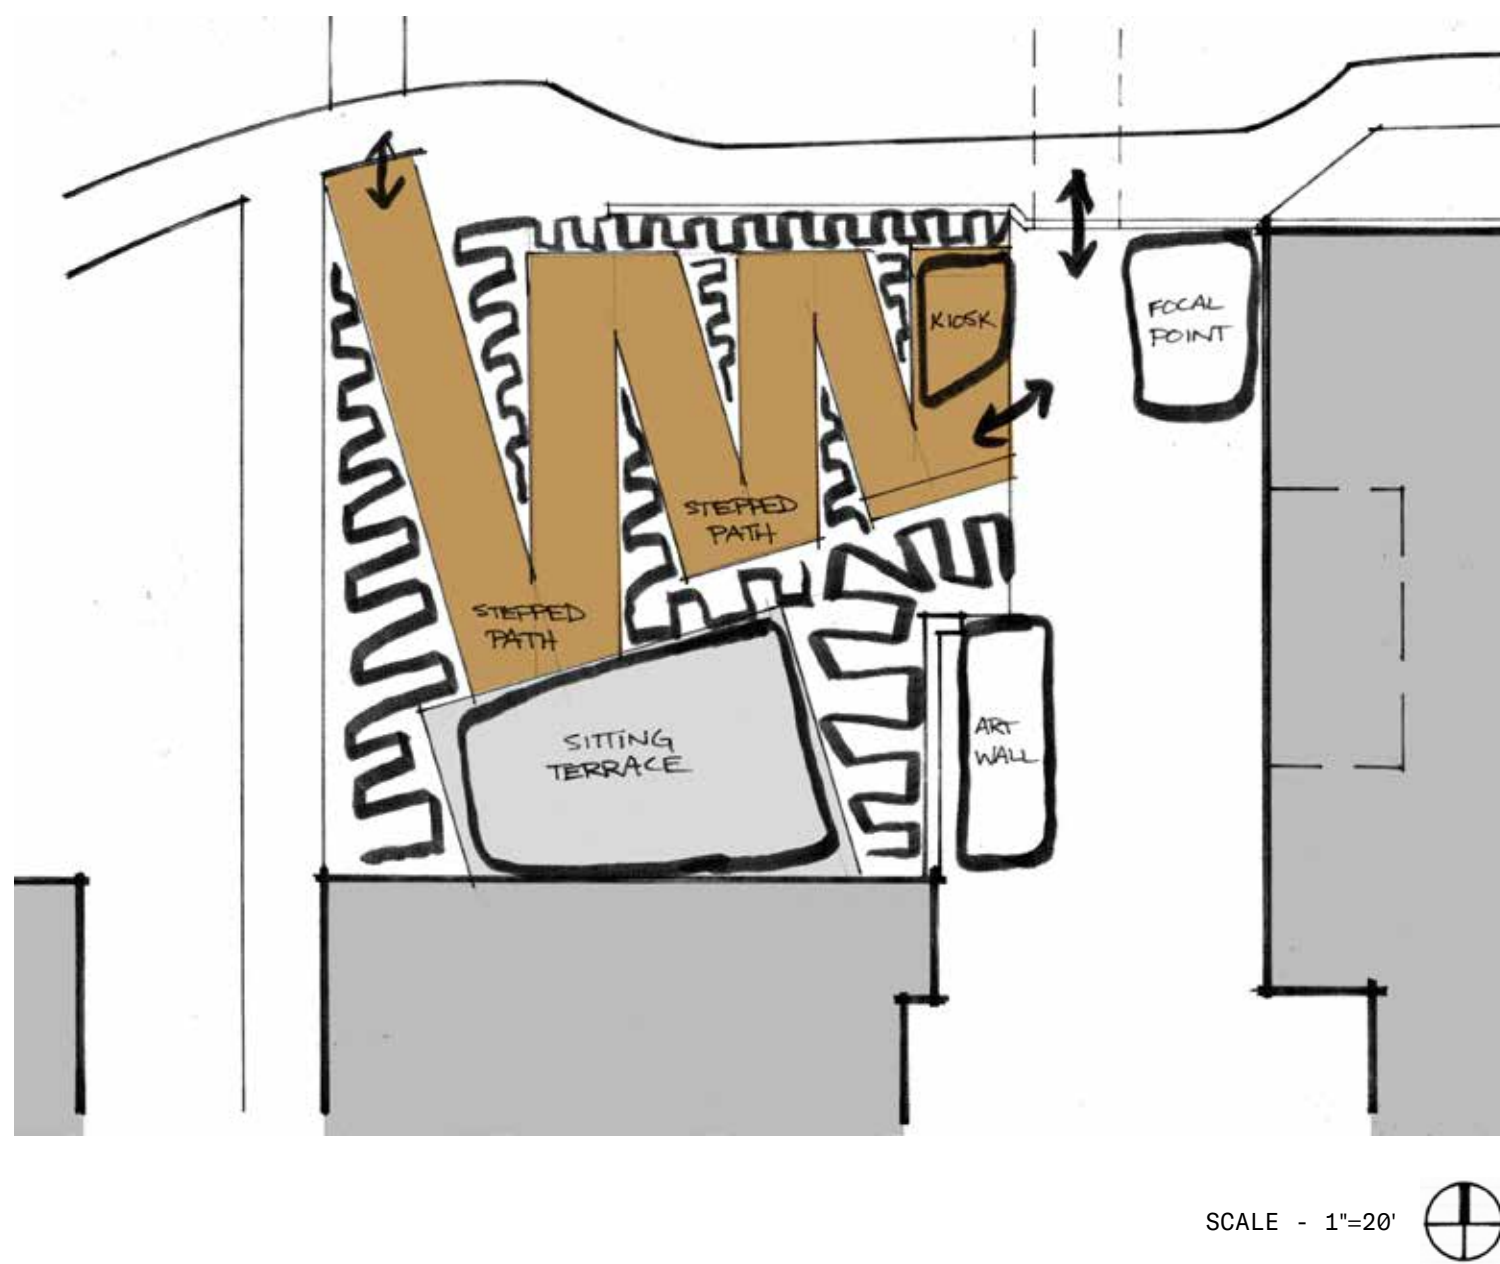 KIOSK
FOCAL
POINT
STEPPED
PATH
STEPPED
PATH
SITTING
TERRACE
ART
WALL
SCALE - 1"=20'